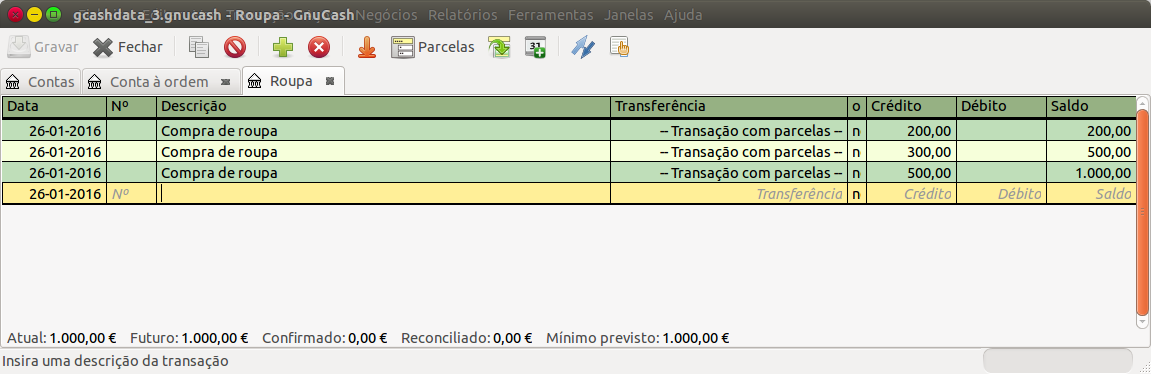 gcashdata_3.gnucash - Roupa - GnuCash Negócios Relatórios Ferramentas Janelas Ajuda
Gravar Fechar Parcelas 31
Contas Conta à ordem Roupa
Data Nº Descrição Transferência o Crédito Débito Saldo
26-01-2016 Compra de roupa -- Transação com parcelas -- n 200,00 200,00
26-01-2016 Compra de roupa -- Transação com parcelas -- n 300,00 500,00
26-01-2016 Compra de roupa -- Transação com parcelas -- n 500,00 1.000,00
26-01-2016 Nº Transferência n Crédito Débito Saldo
Atual: 1.000,00 € Futuro: 1.000,00 € Confirmado: 0,00 € Reconciliado: 0,00 € Mínimo previsto: 1.000,00 €
Insira uma descrição da transação